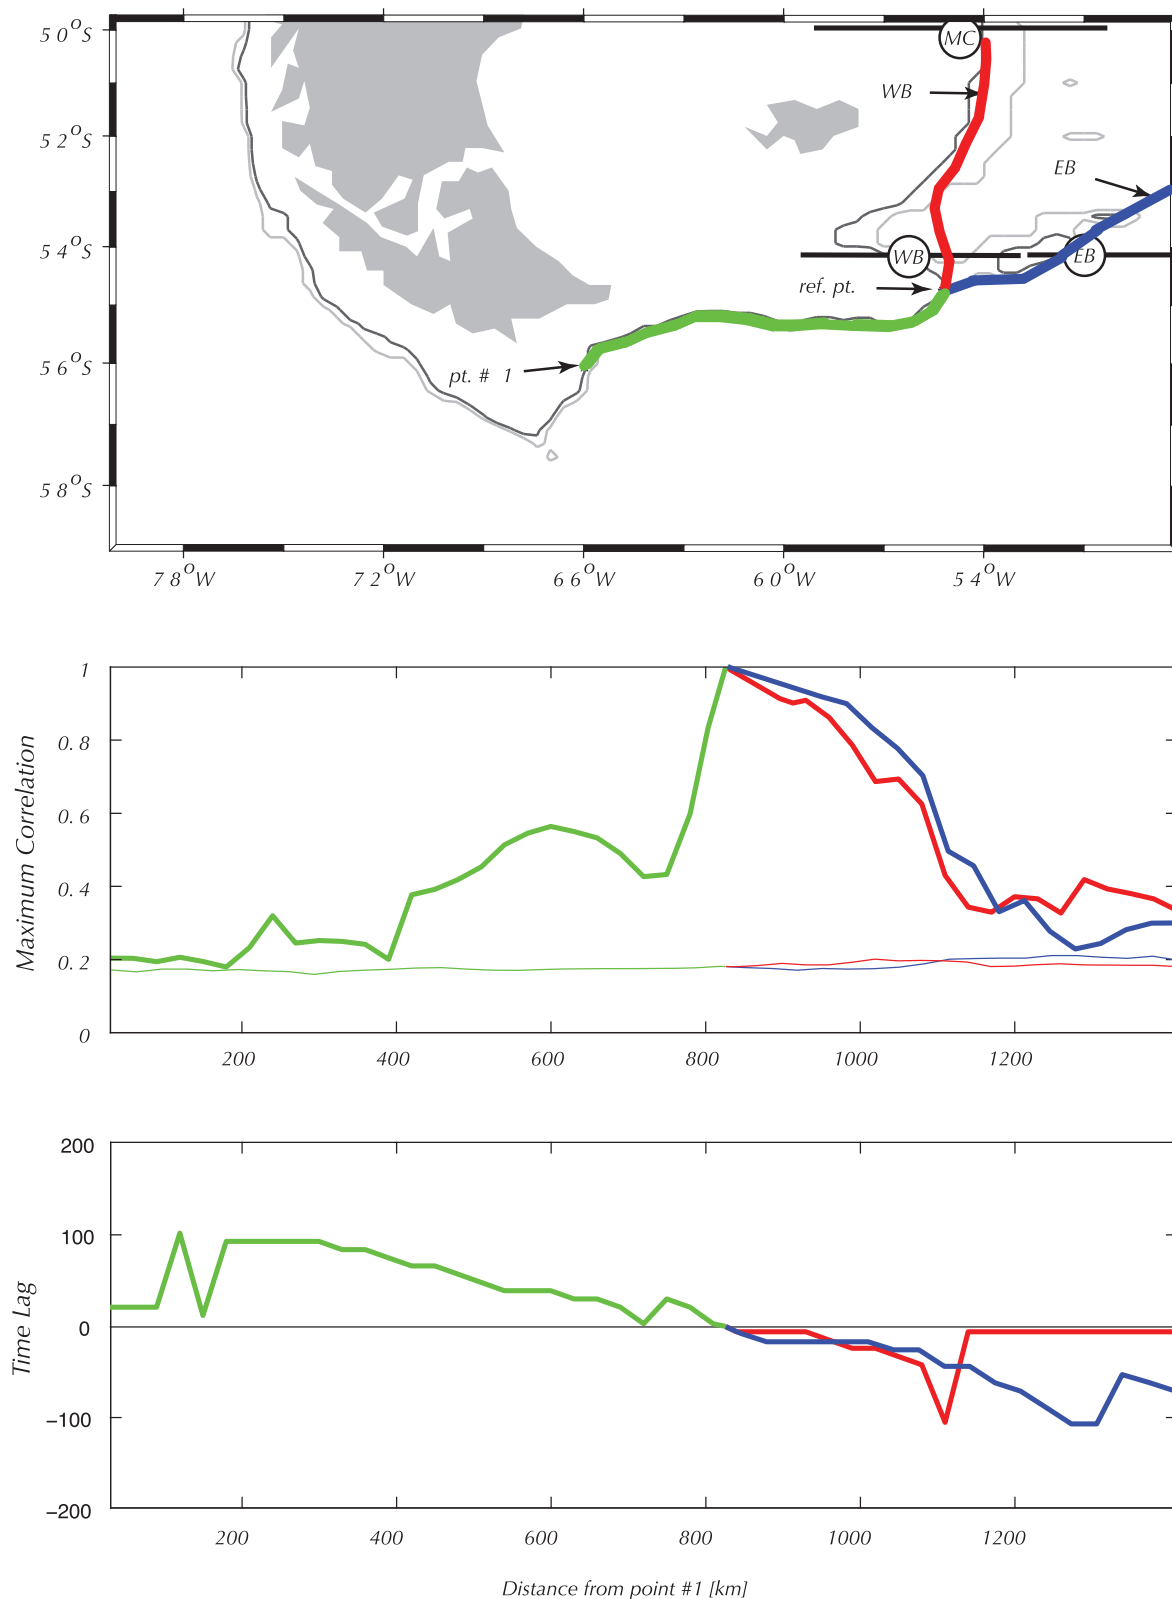 50°S
MC
WB
52°S
EB
54°S
WB
EB
ref. pt.
56°S
pt. # 1
58°S
78°W 72°W 66°W 60°W 54°W
Maximum Correlation
1
0.8
0.6
0.4
0.2
0
200 400 600 800 1000 1200
Time Lag
200
100
0
−100
−200
200 400 600 800 1000 1200
Distance from point #1 [km]